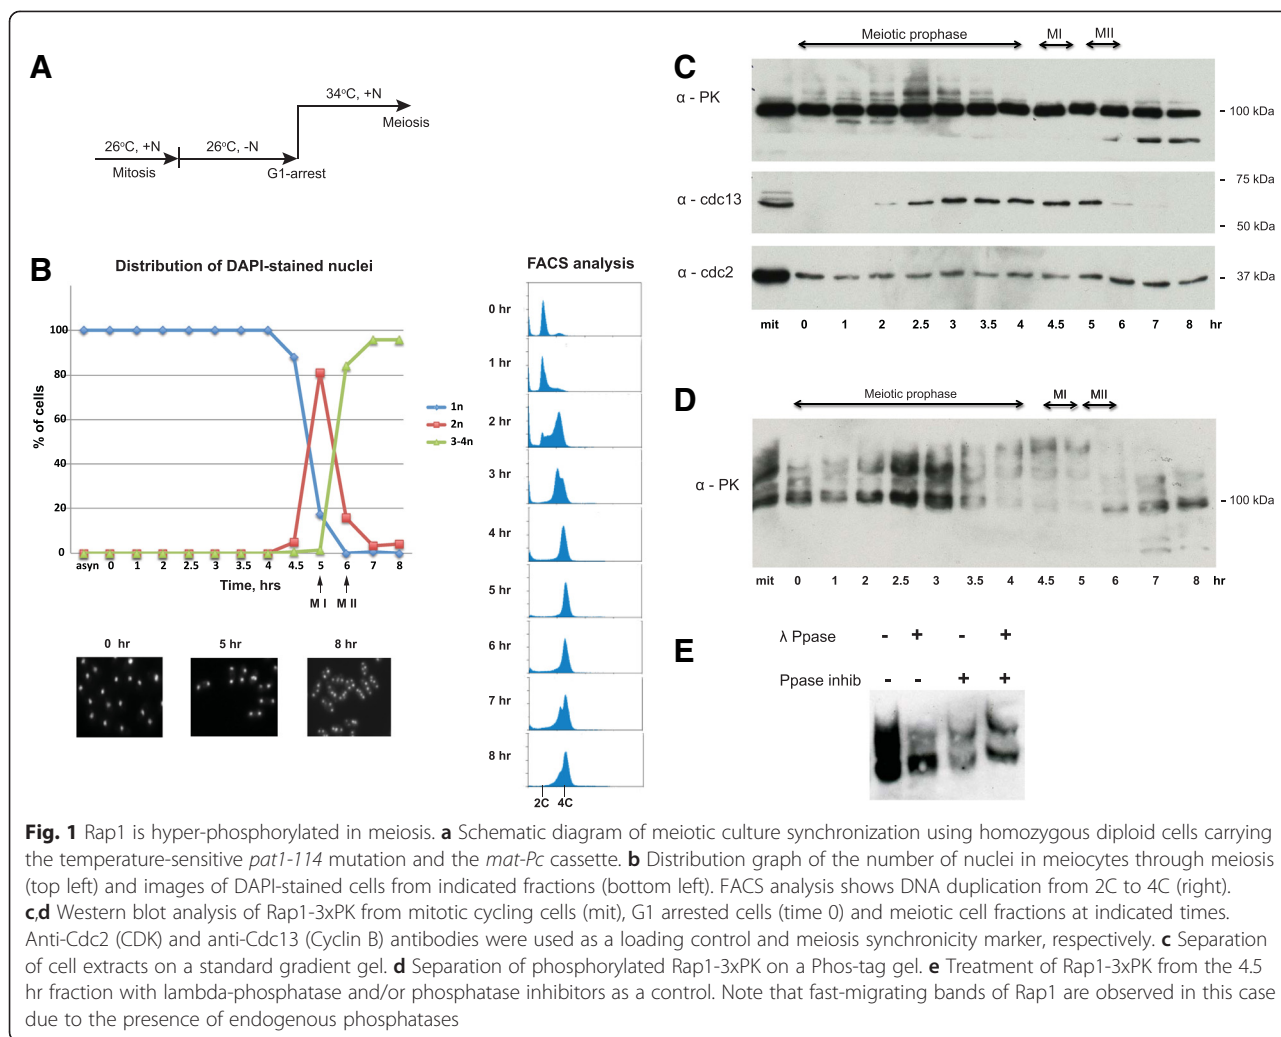 A
34°C, +N
Meiosis
26°C, +N
26°C, -N
Mitosis
G1-arrest
B
Distribution of DAPI-stained nuclei
% of cells
100
80
60
40
20
0
asyn 0 1 2 2.5 3 3.5 4 4.5 5 6 7 8
Time, hrs
M I M II
1n
2n
3-4n
0 hr
5 hr
8 hr
FACS analysis
0 hr
1 hr
2 hr
3 hr
4 hr
5 hr
6 hr
7 hr
8 hr
2C 4C
C
Meiotic prophase MI MII
α - PK
- 100 kDa
α - cdc13
- 75 kDa
- 50 kDa
α - cdc2
- 37 kDa
mit 0 1 2 2.5 3 3.5 4 4.5 5 6 7 8 hr
D
Meiotic prophase MI MII
α - PK
- 100 kDa
mit 0 1 2 2.5 3 3.5 4 4.5 5 6 7 8 hr
E
λ Ppase - + - +
Ppase inhib - - + +
Fig. 1 Rap1 is hyper-phosphorylated in meiosis. a Schematic diagram of meiotic culture synchronization using homozygous diploid cells carrying
the temperature-sensitive pat1-114 mutation and the mat-Pc cassette. b Distribution graph of the number of nuclei in meiocytes through meiosis
(top left) and images of DAPI-stained cells from indicated fractions (bottom left). FACS analysis shows DNA duplication from 2C to 4C (right).
c,d Western blot analysis of Rap1-3xPK from mitotic cycling cells (mit), G1 arrested cells (time 0) and meiotic cell fractions at indicated times.
Anti-Cdc2 (CDK) and anti-Cdc13 (Cyclin B) antibodies were used as a loading control and meiosis synchronicity marker, respectively. c Separation
of cell extracts on a standard gradient gel. d Separation of phosphorylated Rap1-3xPK on a Phos-tag gel. e Treatment of Rap1-3xPK from the 4.5
hr fraction with lambda-phosphatase and/or phosphatase inhibitors as a control. Note that fast-migrating bands of Rap1 are observed in this case
due to the presence of endogenous phosphatases